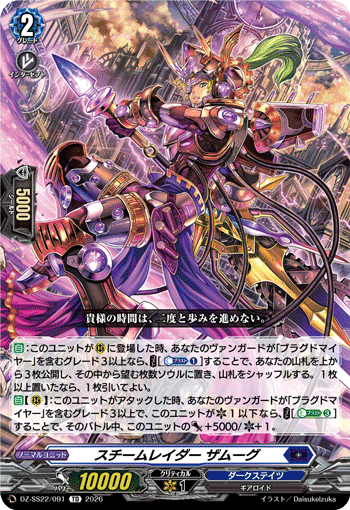 2
グレード
インターセプト
5000
シールド
貴様の時間は、二度と歩みを進めない。
自：このユニットがRに登場した時、あなたのヴァンガードが「プラグドマイ
ヤー」を含むグレード3以上なら、[ブラスト1]することで、あなたの山札を上
から3枚公開し、その中から望む枚数ソウルに置き、山札をシャッフルする。1枚
以上置いたなら、1枚引いてよい。
自(R)：このユニットがアタックした時、あなたのヴァンガードが「プラグドマ
イヤー」を含むグレード3以上で、このユニットが1以下なら、[ブラスト3]す
ることで、そのバトル中、このユニットの+5000/+1。
ノーマルユニット
スチームレイダー ザムーグ
パワー
10000
クリティカル
1
ダークステイツ
ギアロイド
DZ-SS22/091 TD 2026
イラスト/ DaisukeIzuka